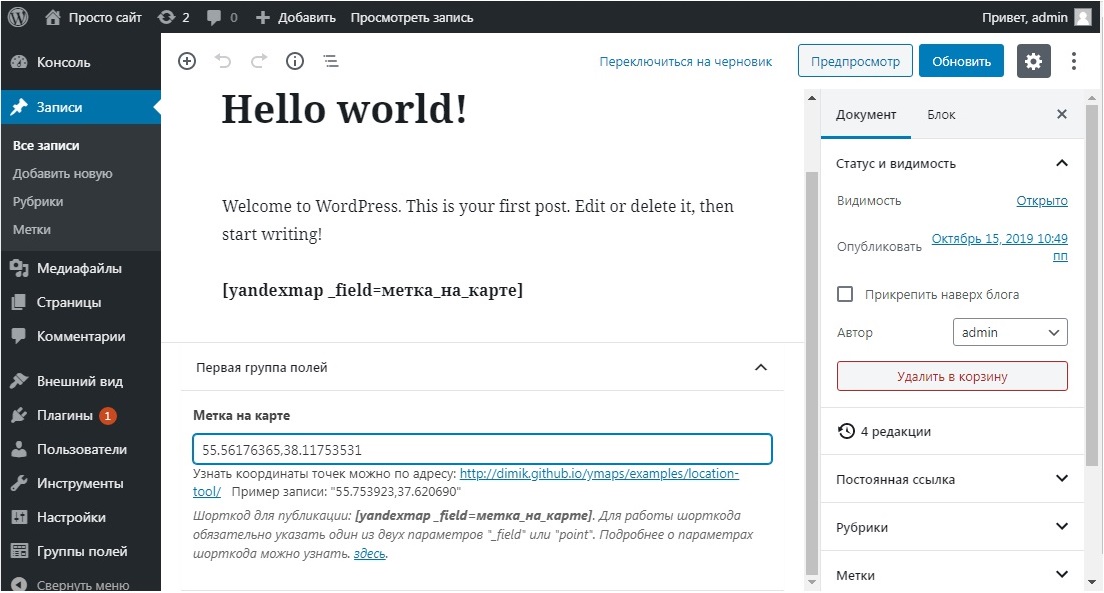 Просто сайт 2 0 Добавить Просмотреть запись Привет, admin
Консоль
Записи
Все записи
Добавить новую
Рубрики
Метки
Медиафайлы
Страницы
Комментарии
Внешний вид
Плагины 1
Пользователи
Инструменты
Настройки
Группы полей
Свернуть меню
Переключиться на черновик Предпросмотр Обновить
Hello world!
Welcome to WordPress. This is your first post. Edit or delete it, then
start writing!
[yandexmap _field=метка_на_карте]
Первая группа полей
Метка на карте
55.56176365,38.11753531
Узнать координаты точек можно по адресу: http://dimik.github.io/ymaps/examples/location-
tool/ Пример записи: "55.753923,37.620690"
Шорткод для публикации: [yandexmap _field=метка_на_карте]. Для работы шорткода
обязательно указать один из двух параметров "_field" или "point". Подробнее о параметрах
шорткода можно узнать. здесь.
Документ Блок
Статус и видимость
Видимость Открыто
Опубликовать Октябрь 15, 2019 10:49
пп
Прикрепить наверх блога
Автор admin
Удалить в корзину
4 редакции
Постоянная ссылка
Рубрики
Метки